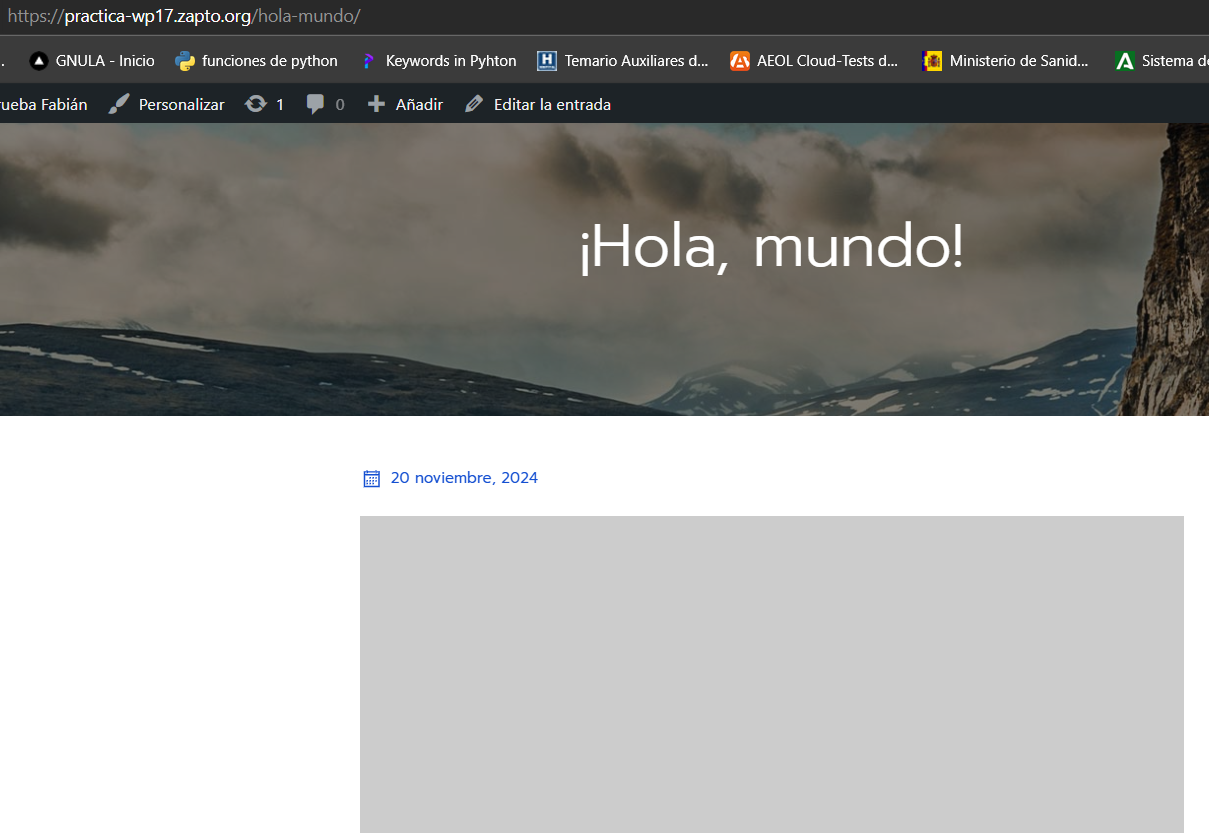 https://practica-wp17.zapto.org/hola-mundo/
GNULA - Inicio funciones de python Keywords in Pyhton Temario Auxiliares d... AEOL Cloud-Tests d... Ministerio de Sanid... Sistema de
rueba Fabián Personalizar 1 0 Añadir Editar la entrada
¡Hola, mundo!
20 noviembre, 2024